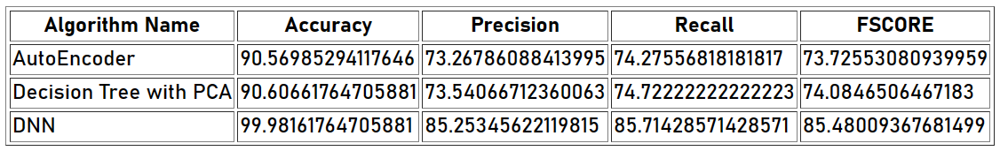 Algorithm Name Accuracy Precision Recall FSCORE
AutoEncoder 90.56985294117646 73.26786088413995 74.27556818181817 73.72553080939959
Decision Tree with PCA 90.60661764705881 73.54066712360063 74.72222222222223 74.0846506467183
DNN 99.98161764705881 85.25345622119815 85.71428571428571 85.48009367681499